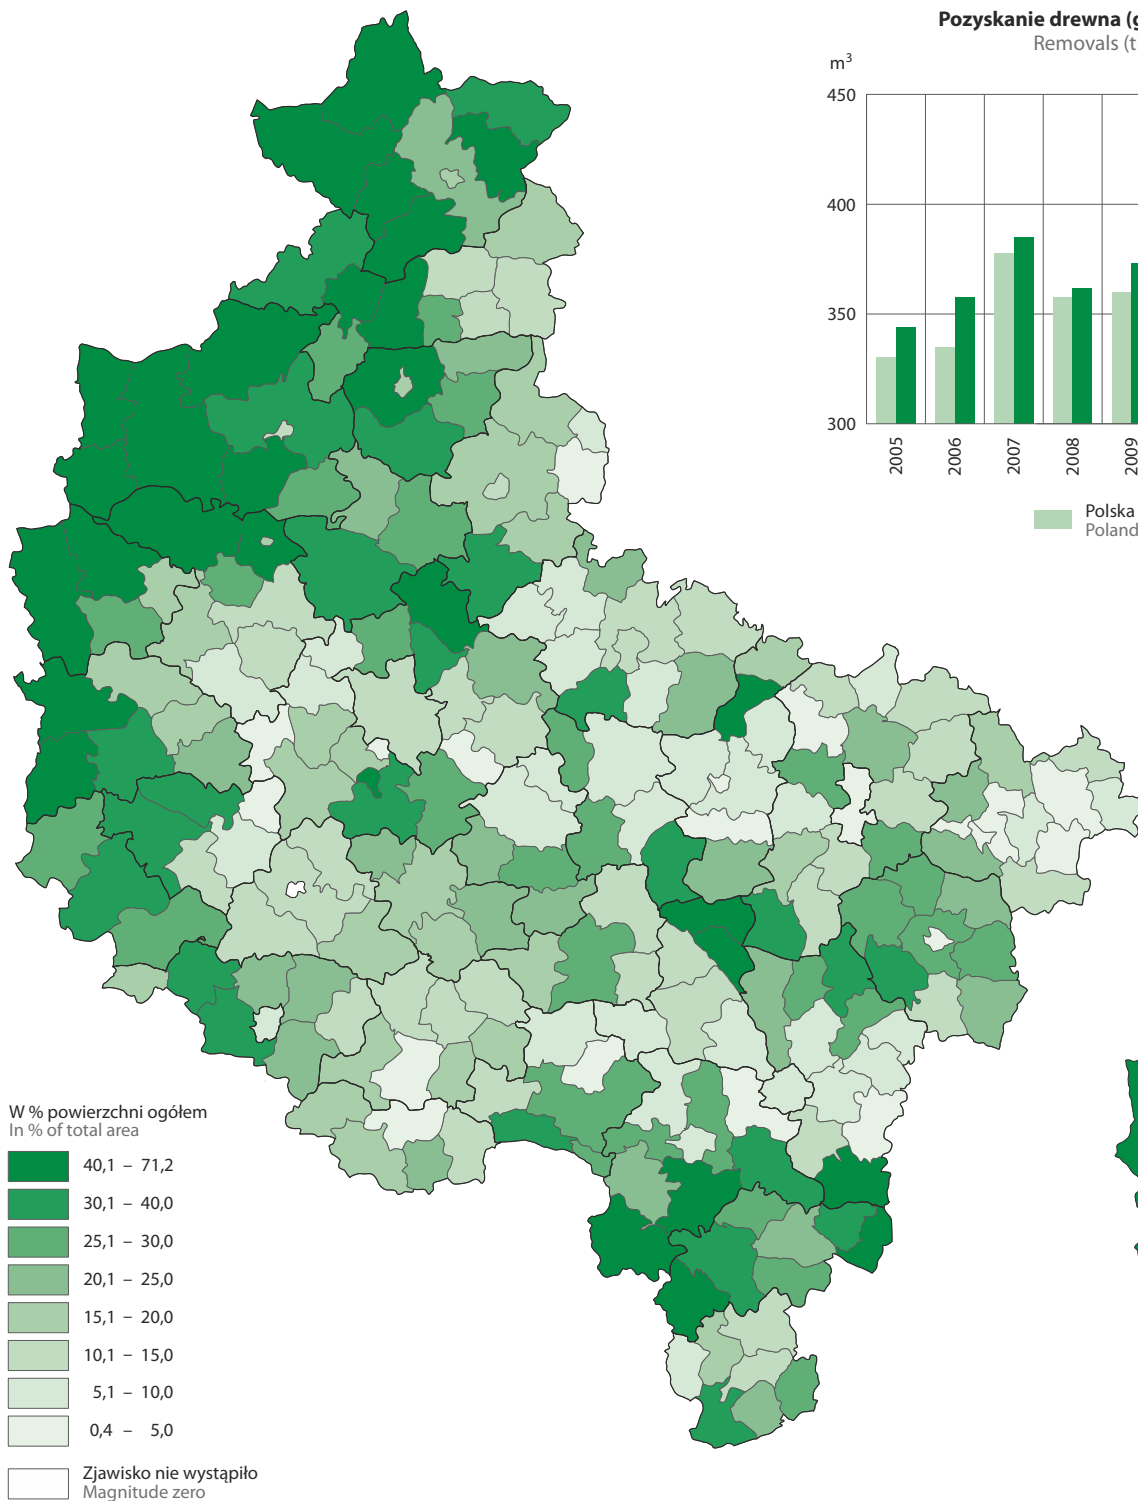 Pozyskanie drewna (g
Removals (t
m³
450
400
350
300
2005
2006
2007
2008
2009
Polska
Poland
W % powierzchni ogółem
In % of total area
40,1 – 71,2
30,1 – 40,0
25,1 – 30,0
20,1 – 25,0
15,1 – 20,0
10,1 – 15,0
5,1 – 10,0
0,4 – 5,0
Zjawisko nie wystąpiło
Magnitude zero